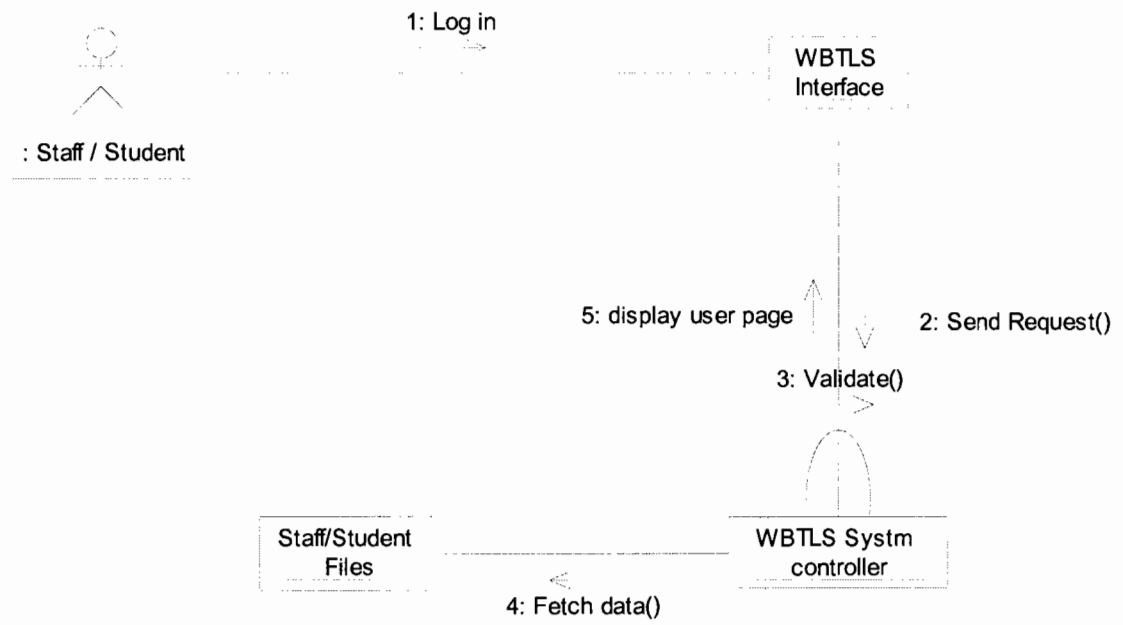 1: Log in
WBTLS
Interface
: Staff / Student
5: display user page
2: Send Request()
3: Validate()
Staff/Student
Files
WBTLS Systm
controller
4: Fetch data()